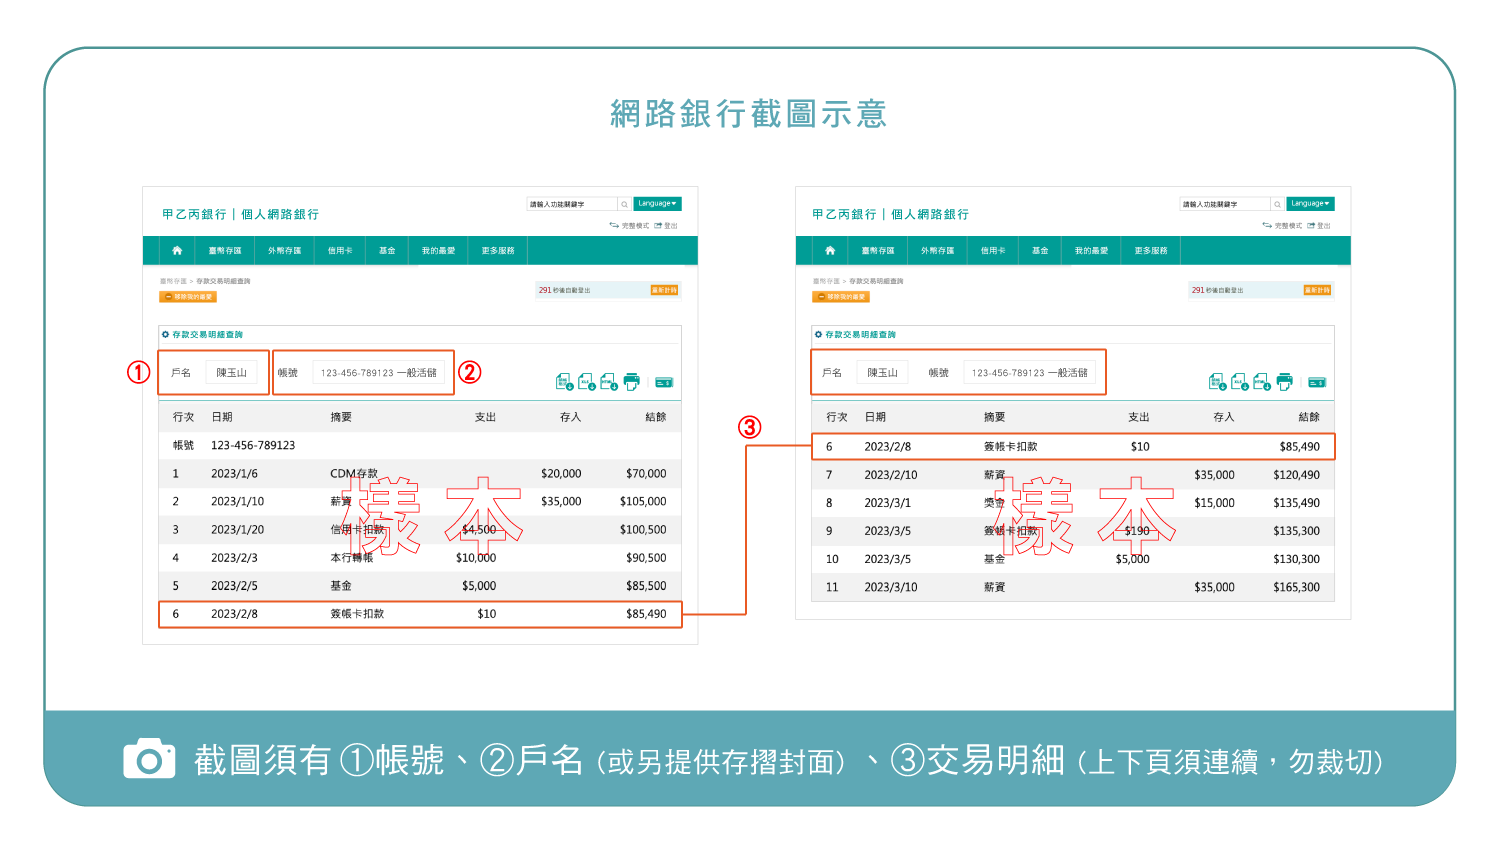 網路銀行截圖示意
甲乙丙銀行｜個人網路銀行
請輸入功能關鍵字
Language
完整模式 登出
臺幣存匯 外幣存匯 信用卡 基金 我的最愛 更多服務
臺幣存匯 > 存款交易明細查詢
移除我的最愛
291 秒後自動登出
重新計時
存款交易明細查詢
① 戶名 陳玉山 帳號 123-456-789123 一般活儲 ②
行次 日期 摘要 支出 存入 結餘
帳號 123-456-789123
1 2023/1/6 CDM存款 $20,000 $70,000
2 2023/1/10 薪資 $35,000 $105,000
3 2023/1/20 信用卡扣款 $4,500 $100,500
4 2023/2/3 本行轉帳 $10,000 $90,500
5 2023/2/5 基金 $5,000 $85,500
6 2023/2/8 簽帳卡扣款 $10 $85,490
樣本
③
甲乙丙銀行｜個人網路銀行
請輸入功能關鍵字
Language
完整模式 登出
臺幣存匯 外幣存匯 信用卡 基金 我的最愛 更多服務
臺幣存匯 > 存款交易明細查詢
移除我的最愛
291 秒後自動登出
重新計時
存款交易明細查詢
戶名 陳玉山 帳號 123-456-789123 一般活儲
行次 日期 摘要 支出 存入 結餘
6 2023/2/8 簽帳卡扣款 $10 $85,490
7 2023/2/10 薪資 $35,000 $120,490
8 2023/3/1 獎金 $15,000 $135,490
9 2023/3/5 簽帳卡扣款 $190 $135,300
10 2023/3/5 基金 $5,000 $130,300
11 2023/3/10 薪資 $35,000 $165,300
樣本
截圖須有①帳號、②戶名（或另提供存摺封面）、③交易明細（上下頁須連續，勿裁切）